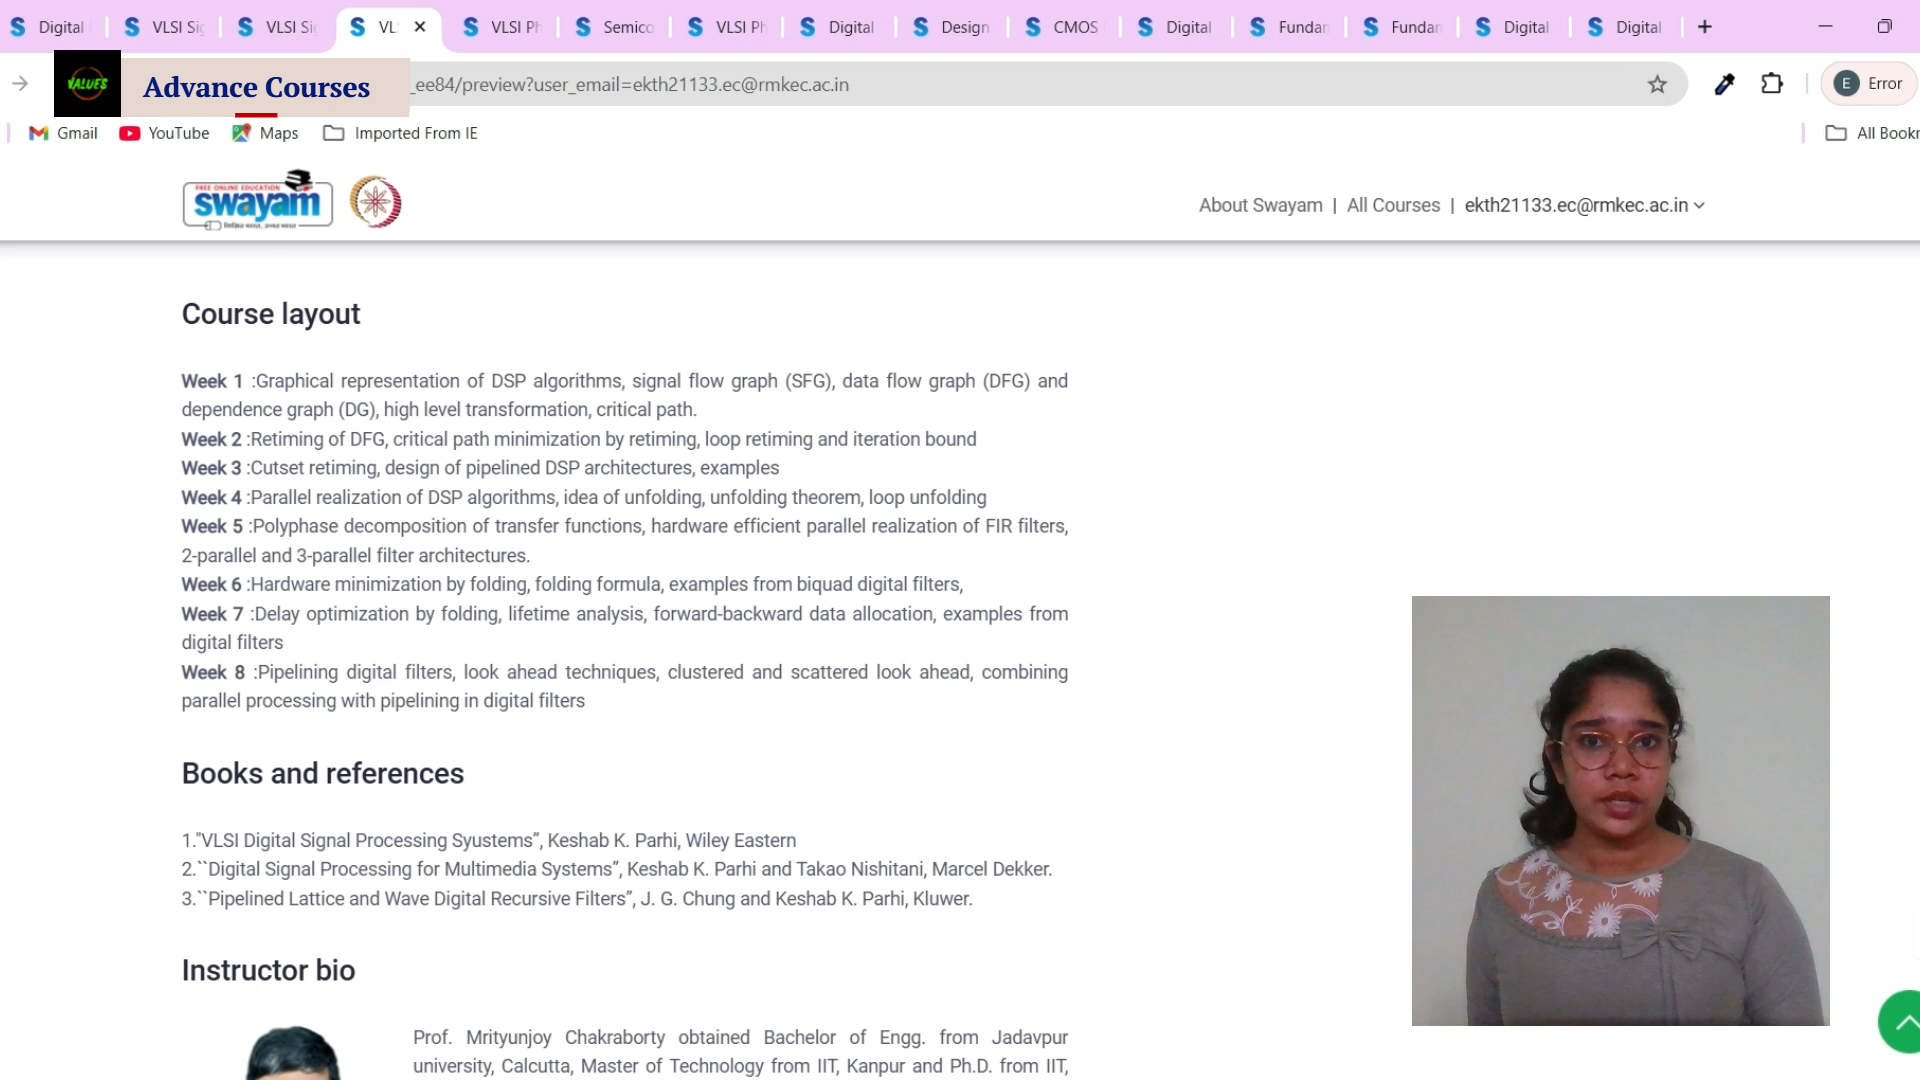 Digital
VLSI Sig
VLSI Si
VL
VLSI Ph
Semico
VLSI Ph
Digital
Design
CMOS
Digital
Fundar
Fundan
Digital
Digital
VALUES
Advance Courses
_ee84/preview?user_email=ekth21133.ec@rmkec.ac.in
E
Error
Gmail
YouTube
Maps
Imported From IE
All Bookr
FREE ONLINE EDUCATION
swayam
About Swayam | All Courses | ekth21133.ec@rmkec.ac.in
Course layout
Week 1 :Graphical representation of DSP algorithms, signal flow graph (SFG), data flow graph (DFG) and
dependence graph (DG), high level transformation, critical path.
Week 2 :Retiming of DFG, critical path minimization by retiming, loop retiming and iteration bound
Week 3 :Cutset retiming, design of pipelined DSP architectures, examples
Week 4 :Parallel realization of DSP algorithms, idea of unfolding, unfolding theorem, loop unfolding
Week 5 :Polyphase decomposition of transfer functions, hardware efficient parallel realization of FIR filters,
2-parallel and 3-parallel filter architectures.
Week 6 :Hardware minimization by folding, folding formula, examples from biquad digital filters,
Week 7 :Delay optimization by folding, lifetime analysis, forward-backward data allocation, examples from
digital filters
Week 8 :Pipelining digital filters, look ahead techniques, clustered and scattered look ahead, combining
parallel processing with pipelining in digital filters
Books and references
1."VLSI Digital Signal Processing Syustems”, Keshab K. Parhi, Wiley Eastern
2.``Digital Signal Processing for Multimedia Systems”, Keshab K. Parhi and Takao Nishitani, Marcel Dekker.
3.``Pipelined Lattice and Wave Digital Recursive Filters”, J. G. Chung and Keshab K. Parhi, Kluwer.
Instructor bio
Prof. Mrityunjoy Chakraborty obtained Bachelor of Engg. from Jadavpur
university, Calcutta, Master of Technology from IIT, Kanpur and Ph.D. from IIT,